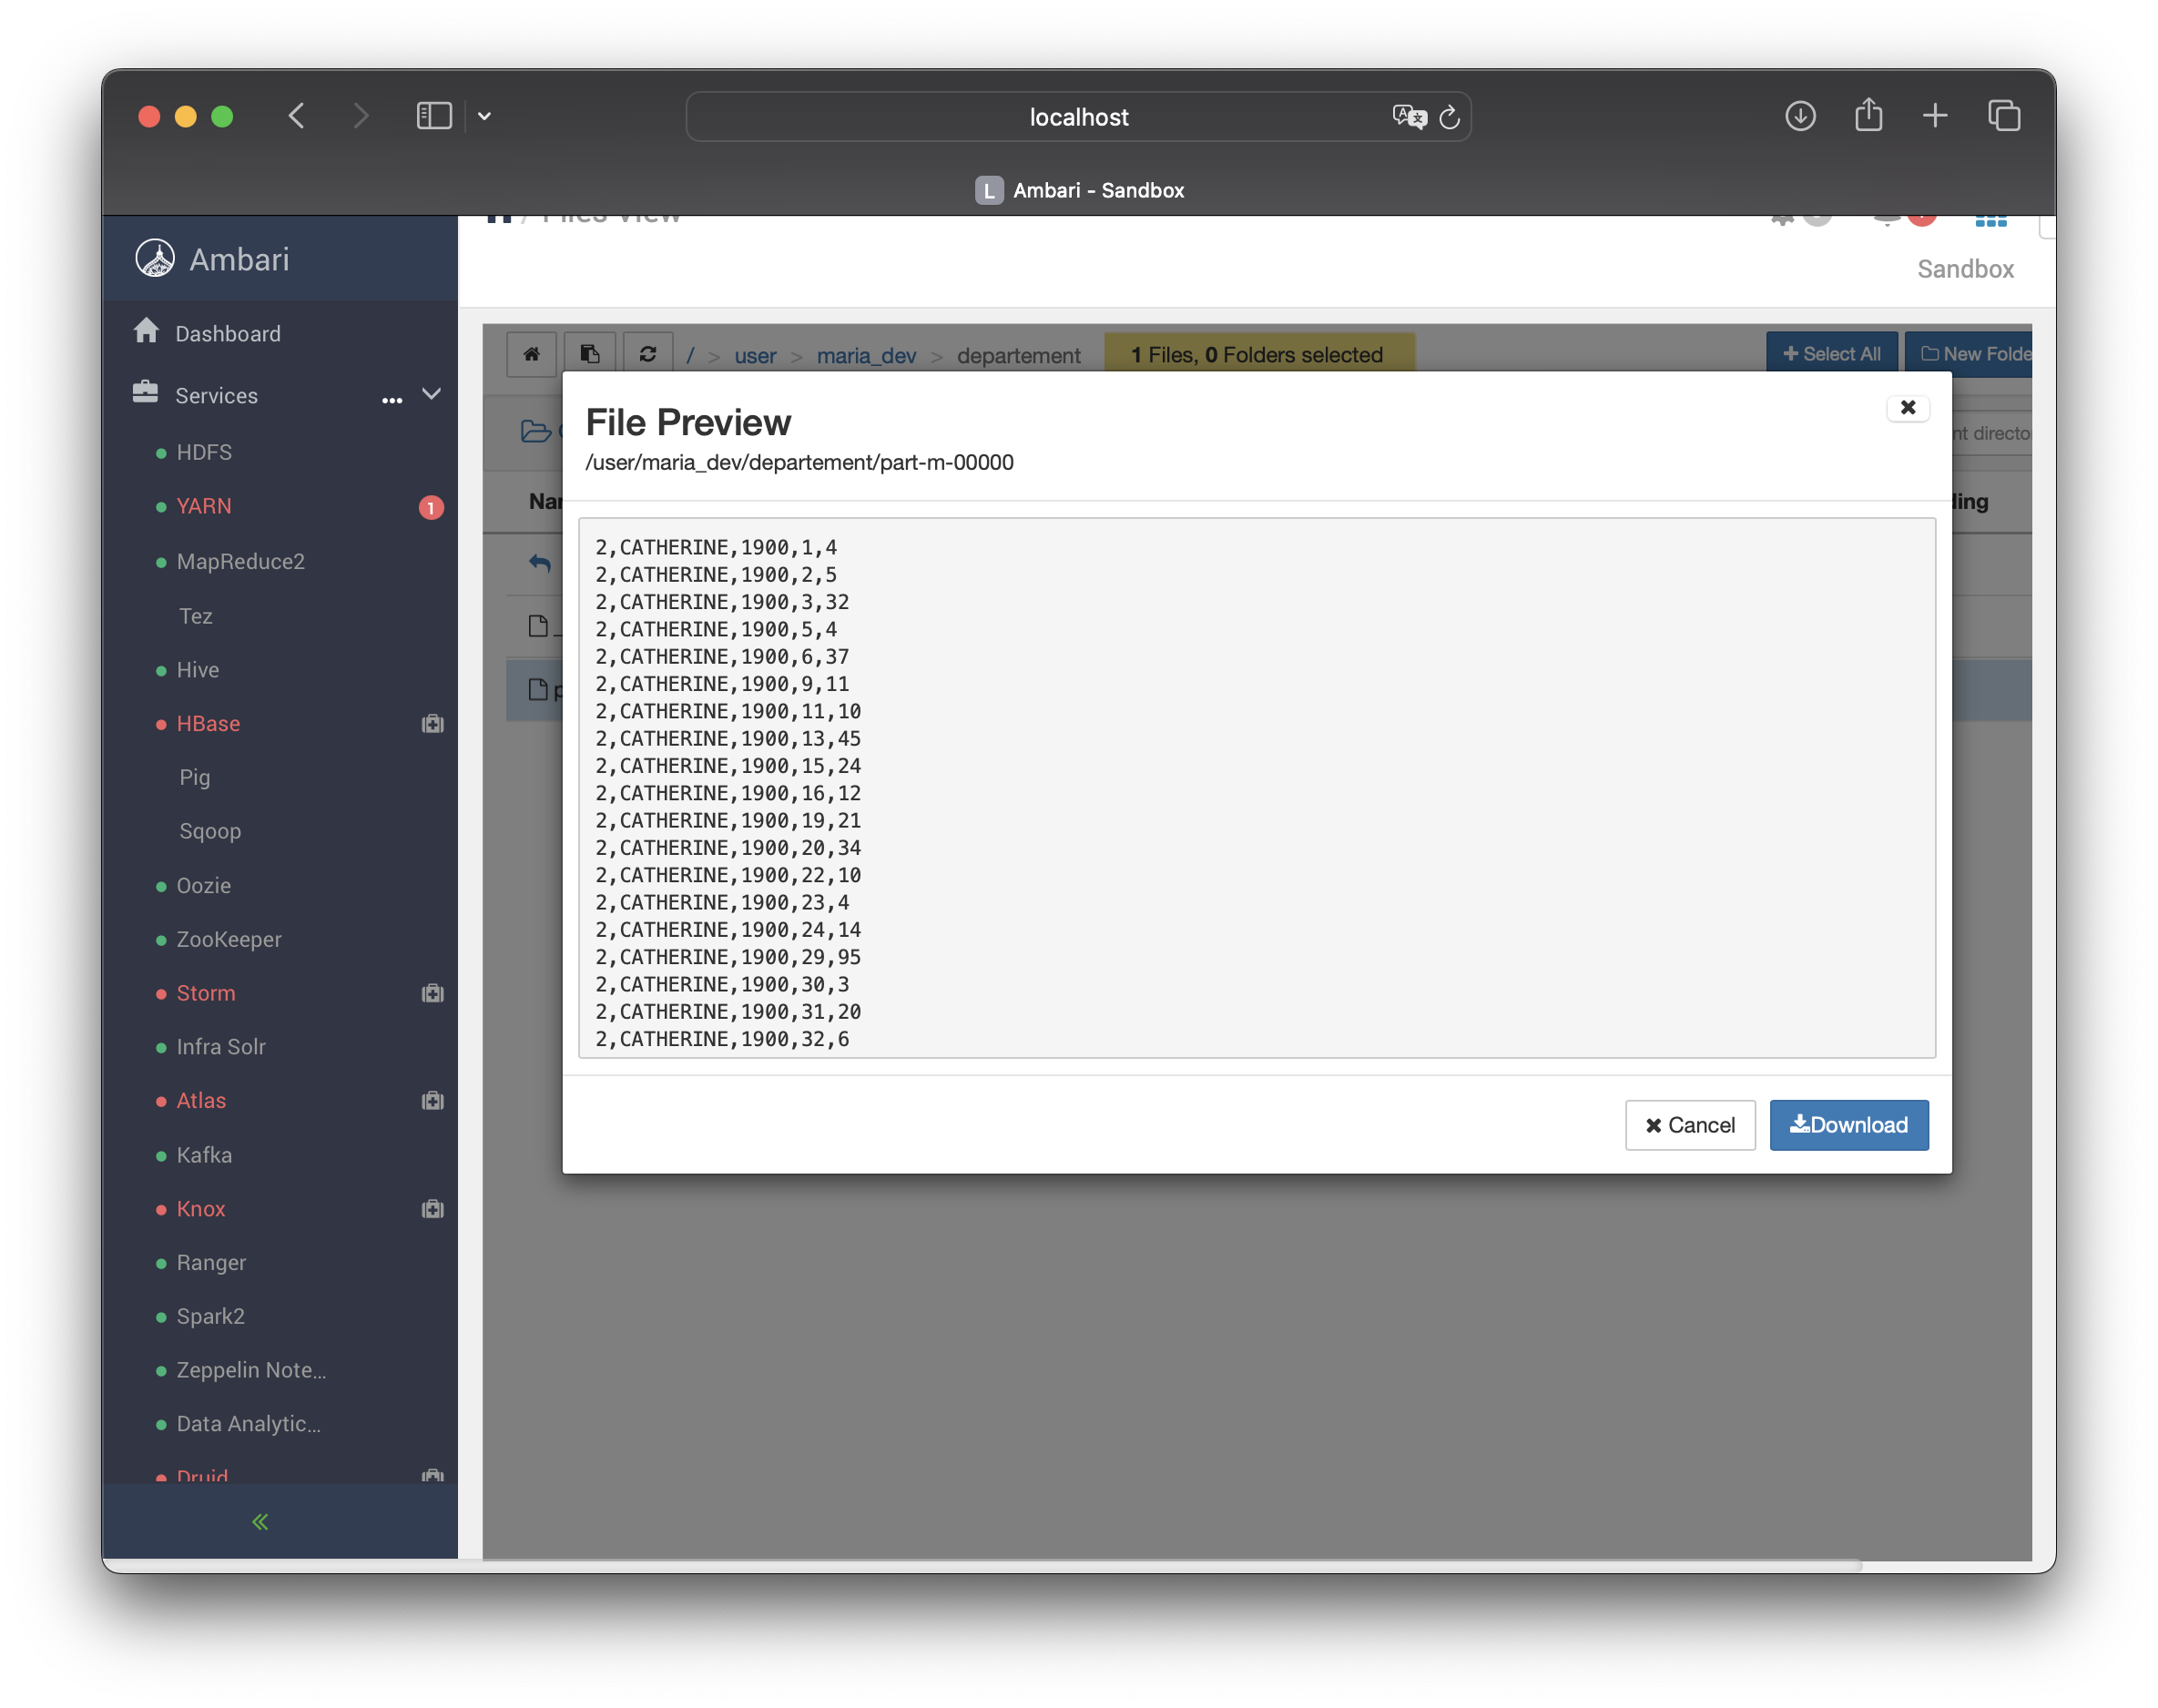 localhost
L Ambari - Sandbox
Files View
Ambari
Sandbox
Dashboard
Services ...
HDFS
YARN 1
MapReduce2
Tez
Hive
HBase
Pig
Sqoop
Oozie
ZooKeeper
Storm
Infra Solr
Atlas
Kafka
Knox
Ranger
Spark2
Zeppelin Note...
Data Analytic...
Druid
/ > user > maria_dev > departement
1 Files, 0 Folders selected
Select All
New Folde
File Preview
/user/maria_dev/departement/part-m-00000
2,CATHERINE,1900,1,4
2,CATHERINE,1900,2,5
2,CATHERINE,1900,3,32
2,CATHERINE,1900,5,4
2,CATHERINE,1900,6,37
2,CATHERINE,1900,9,11
2,CATHERINE,1900,11,10
2,CATHERINE,1900,13,45
2,CATHERINE,1900,15,24
2,CATHERINE,1900,16,12
2,CATHERINE,1900,19,21
2,CATHERINE,1900,20,34
2,CATHERINE,1900,22,10
2,CATHERINE,1900,23,4
2,CATHERINE,1900,24,14
2,CATHERINE,1900,29,95
2,CATHERINE,1900,30,3
2,CATHERINE,1900,31,20
2,CATHERINE,1900,32,6
Cancel
Download